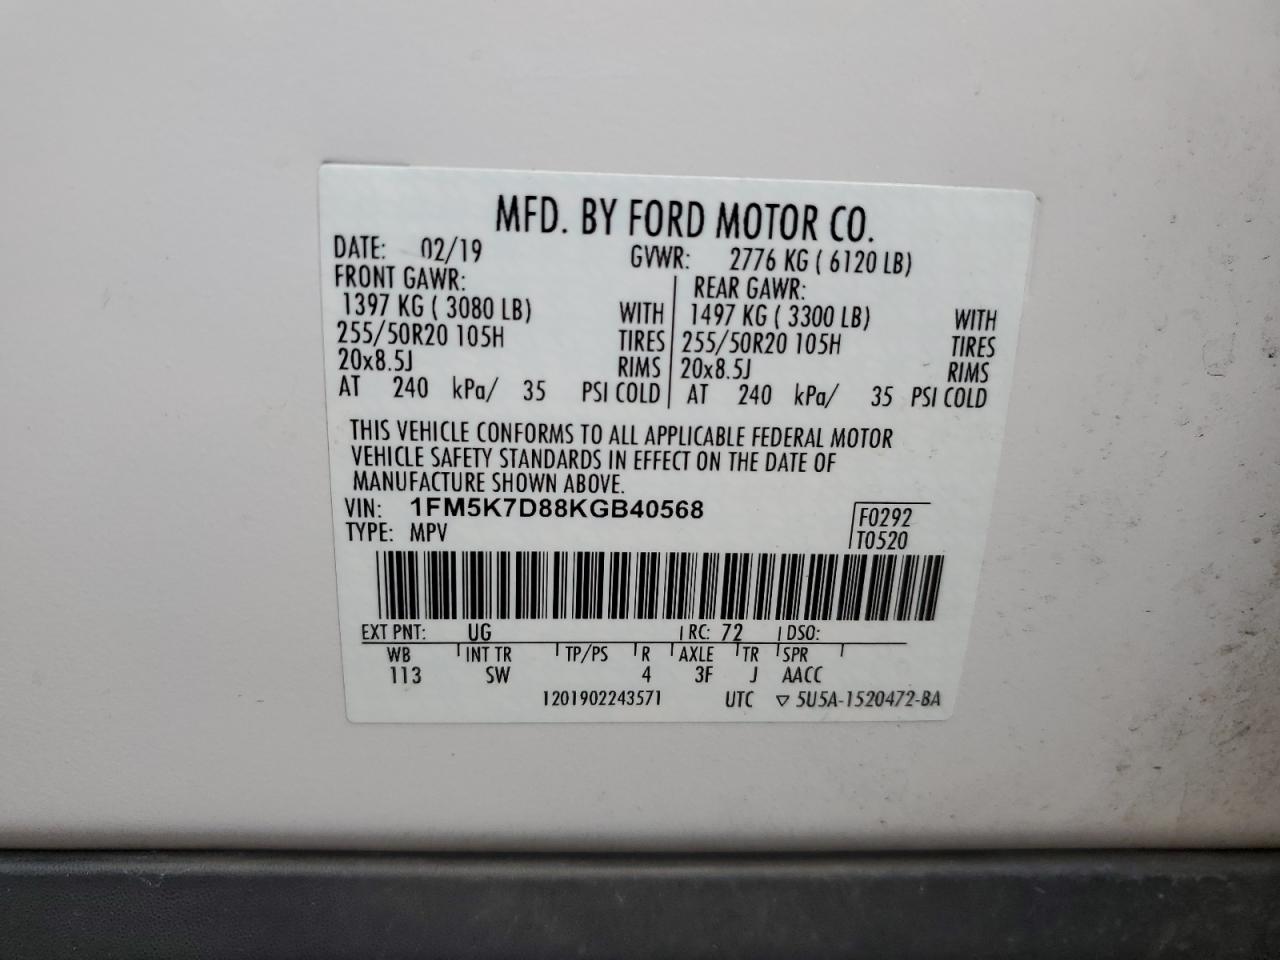 MFD. BY FORD MOTOR CO.
DATE: 02/19 GVWR: 2776 KG ( 6120 LB)
FRONT GAWR: REAR GAWR:
1397 KG ( 3080 LB) WITH 1497 KG ( 3300 LB) WITH
255/50R20 105H TIRES 255/50R20 105H TIRES
20x8.5J RIMS 20x8.5J RIMS
AT 240 kPa/ 35 PSI COLD AT 240 kPa/ 35 PSI COLD
THIS VEHICLE CONFORMS TO ALL APPLICABLE FEDERAL MOTOR
VEHICLE SAFETY STANDARDS IN EFFECT ON THE DATE OF
MANUFACTURE SHOWN ABOVE.
VIN: 1FM5K7D88KGB40568 F0292
TYPE: MPV T0520
EXT PNT: UG RC: 72 DSO:
WB INT TR TP/PS R AXLE TR SPR
113 SW 4 3F J AACC
1201902243571 UTC ▽ 5U5A-1520472-BA